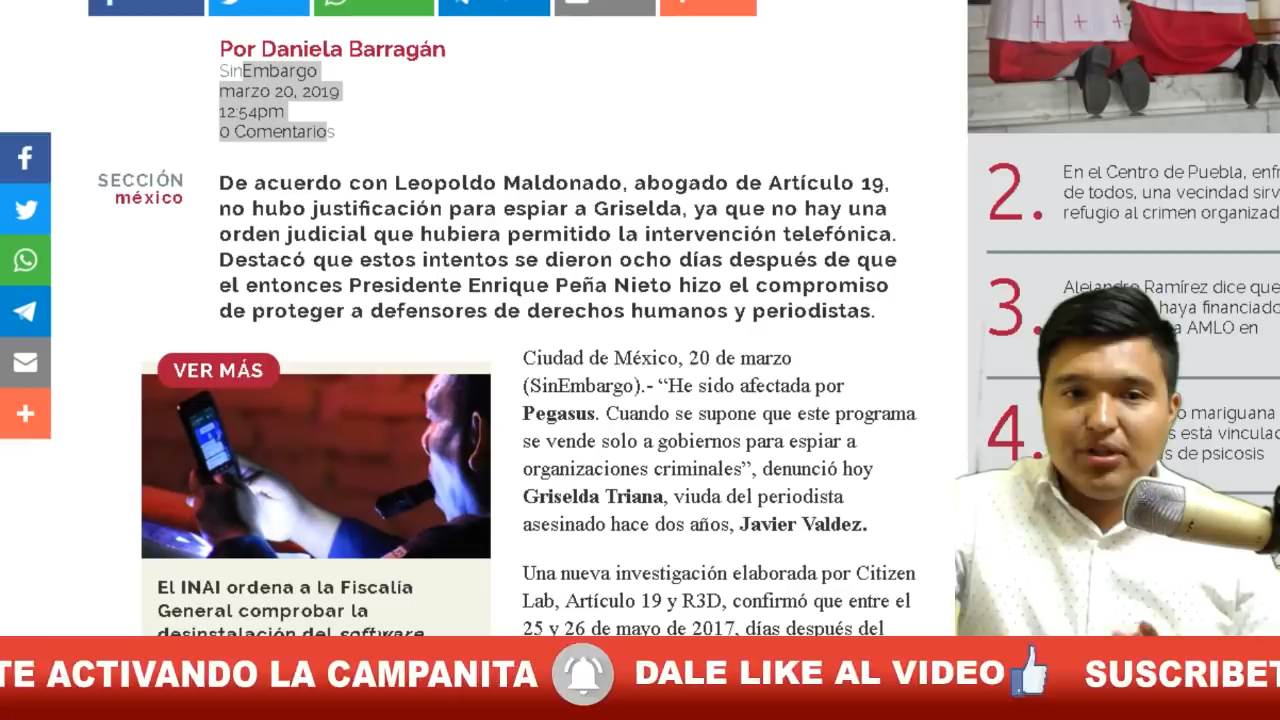 Por Daniela Barragán
SinEmbargo
marzo 20, 2019
12:54pm
0 Comentarios
SECCIÓN
méxico
De acuerdo con Leopoldo Maldonado, abogado de Artículo 19,
no hubo justificación para espiar a Griselda, ya que no hay una
orden judicial que hubiera permitido la intervención telefónica.
Destacó que estos intentos se dieron ocho días después de que
el entonces Presidente Enrique Peña Nieto hizo el compromiso
de proteger a defensores de derechos humanos y periodistas.
VER MÁS
El INAI ordena a la Fiscalía
General comprobar la
desinstalación del software
Ciudad de México, 20 de marzo
(SinEmbargo).- “He sido afectada por
Pegasus. Cuando se supone que este programa
se vende solo a gobiernos para espiar a
organizaciones criminales”, denunció hoy
Griselda Triana, viuda del periodista
asesinado hace dos años, Javier Valdez.
Una nueva investigación elaborada por Citizen
Lab, Artículo 19 y R3D, confirmó que entre el
25 y 26 de mayo de 2017, días después del
2.
En el Centro de Puebla, enf
de todos, una vecindad sirv
refugio al crimen organizad
3.
Alejandro Ramírez dice que
haya financiado
a AMLO en
4.
o mariguana
s está vinculad
s de psicosis
TE ACTIVANDO LA CAMPANITA
DALE LIKE AL VIDEO
SUSCRIBET